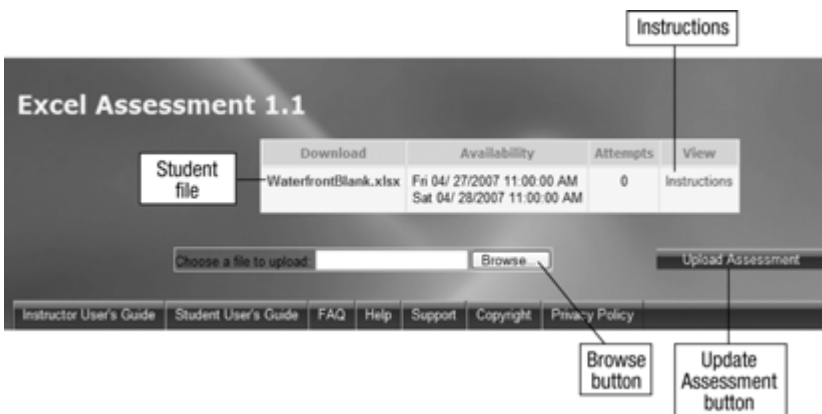 Instructions
Excel Assessment 1.1
Download Availability Attempts View
Student
file
WaterfrontBlank.xlsx Fri 04/ 27/2007 11:00:00 AM 0 Instructions
Sat 04/ 28/2007 11:00:00 AM
Choose a file to upload: Browse... Upload Assessment
Instructor User's Guide Student User's Guide FAQ Help Support Copyright Privacy Policy
Browse
button
Update
Assessment
button